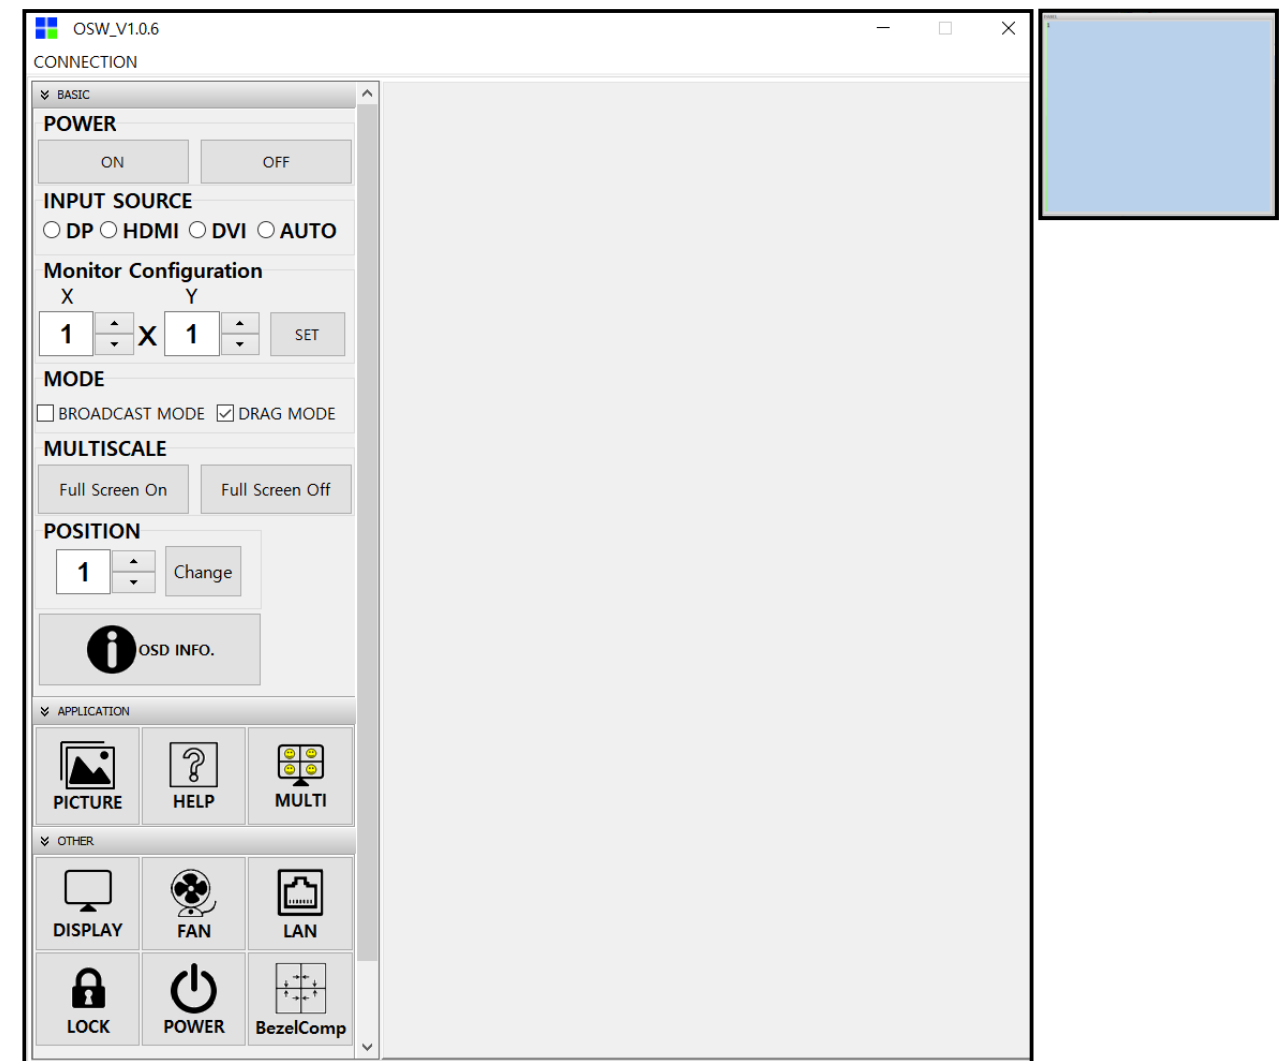 OSW_V1.0.6
CONNECTION
BASIC
POWER
ON OFF
INPUT SOURCE
DP HDMI DVI AUTO
Monitor Configuration
X Y
1 X 1 SET
MODE
BROADCAST MODE DRAG MODE
MULTISCALE
Full Screen On Full Screen Off
POSITION
1 Change
OSD INFO.
APPLICATION
PICTURE HELP MULTI
OTHER
DISPLAY FAN LAN
LOCK POWER BezelComp